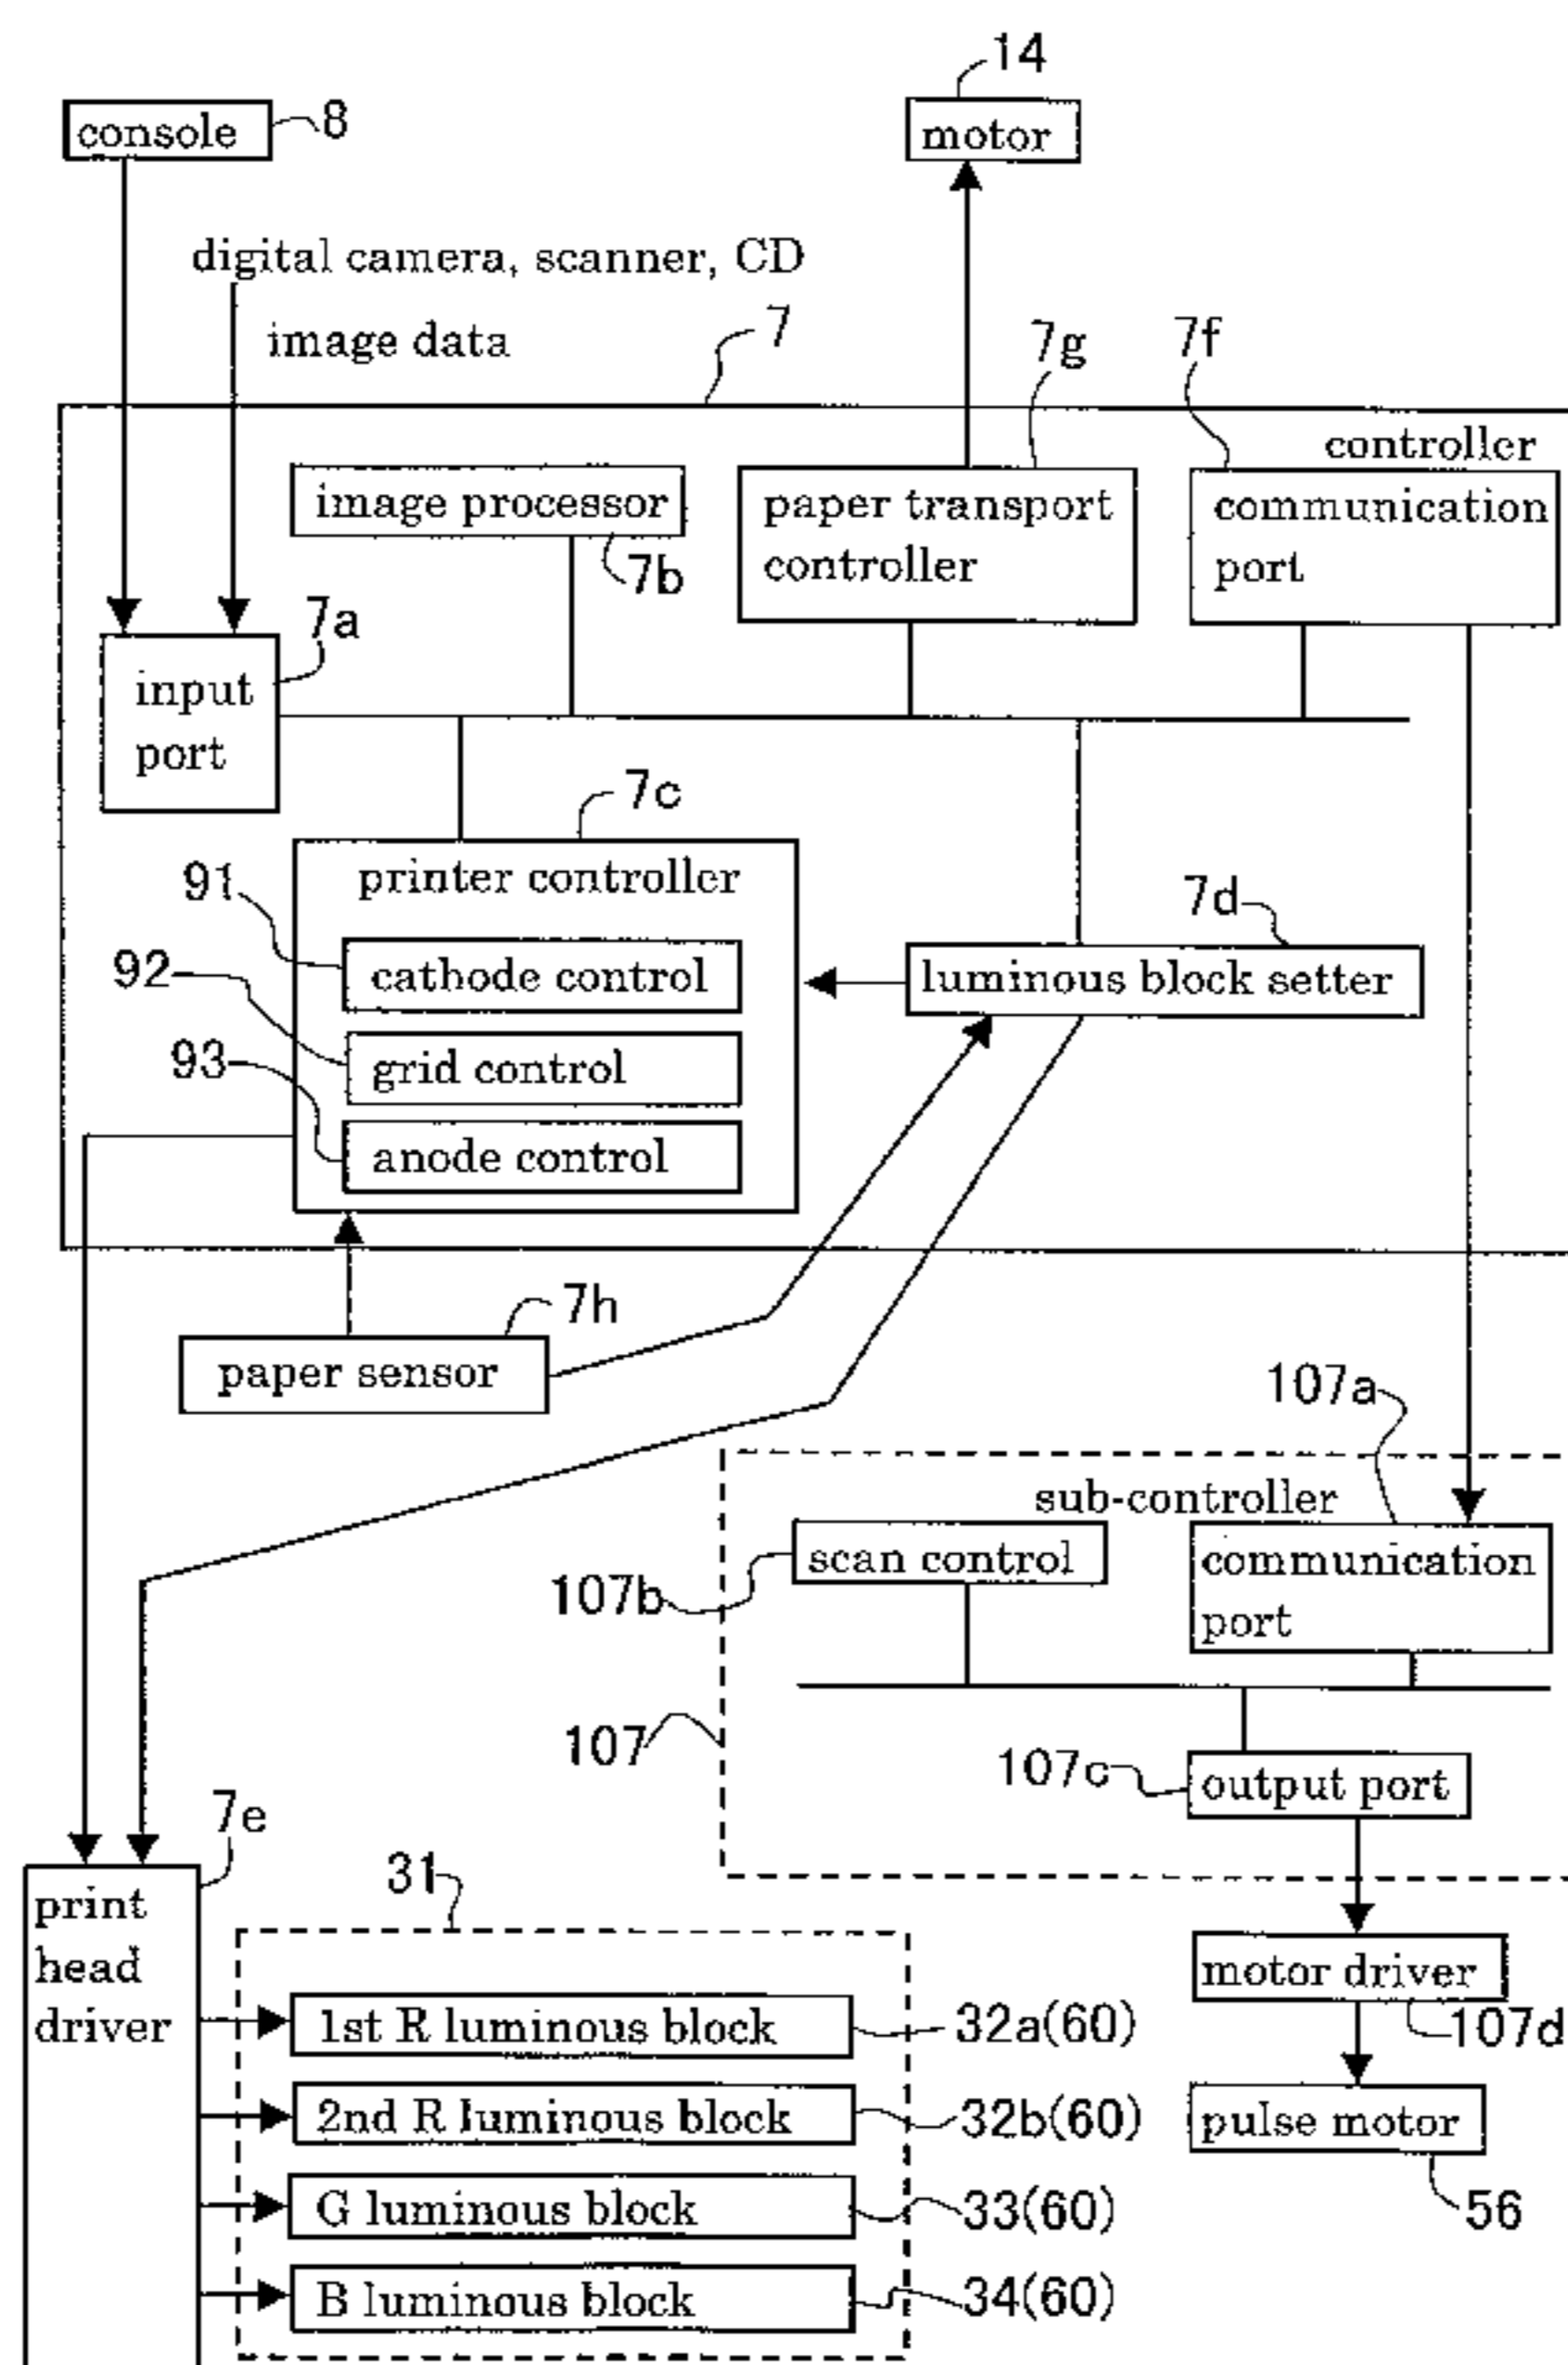 14
console
8
motor
digital camera, scanner, CD
image data
7
7g
7f
controller
image processor
paper transport
controller
communication
port
7b
7a
input
port
7c
printer controller
91
7d
92
cathode control
luminous block setter
93
grid control
anode control
7h
paper sensor
107a
sub-controller
scan control
communication
port
107b
107
107c
output port
7e
31
print
head
driver
motor driver
107d
1st R luminous block
32a(60)
2nd R luminous block
32b(60)
pulse motor
G luminous block
33(60)
56
B luminous block
34(60)